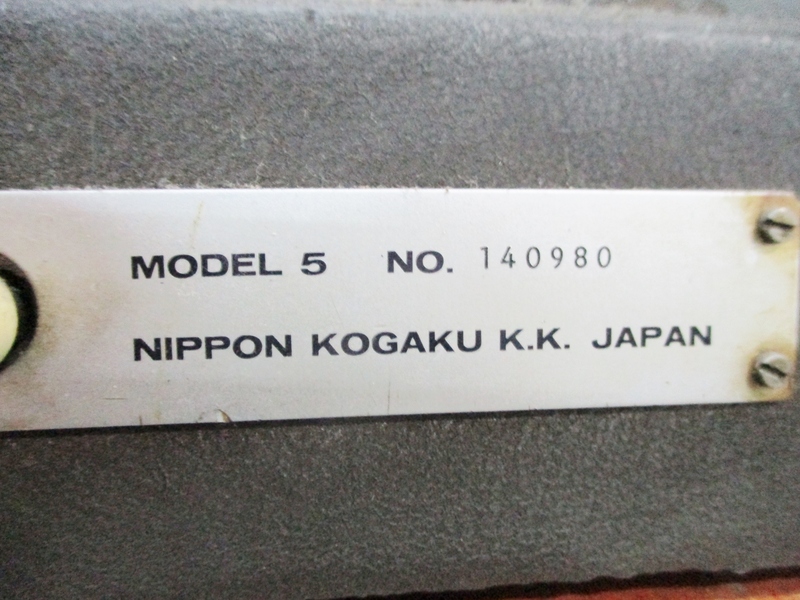 MODEL 5 NO. 140980
NIPPON KOGAKU K.K. JAPAN